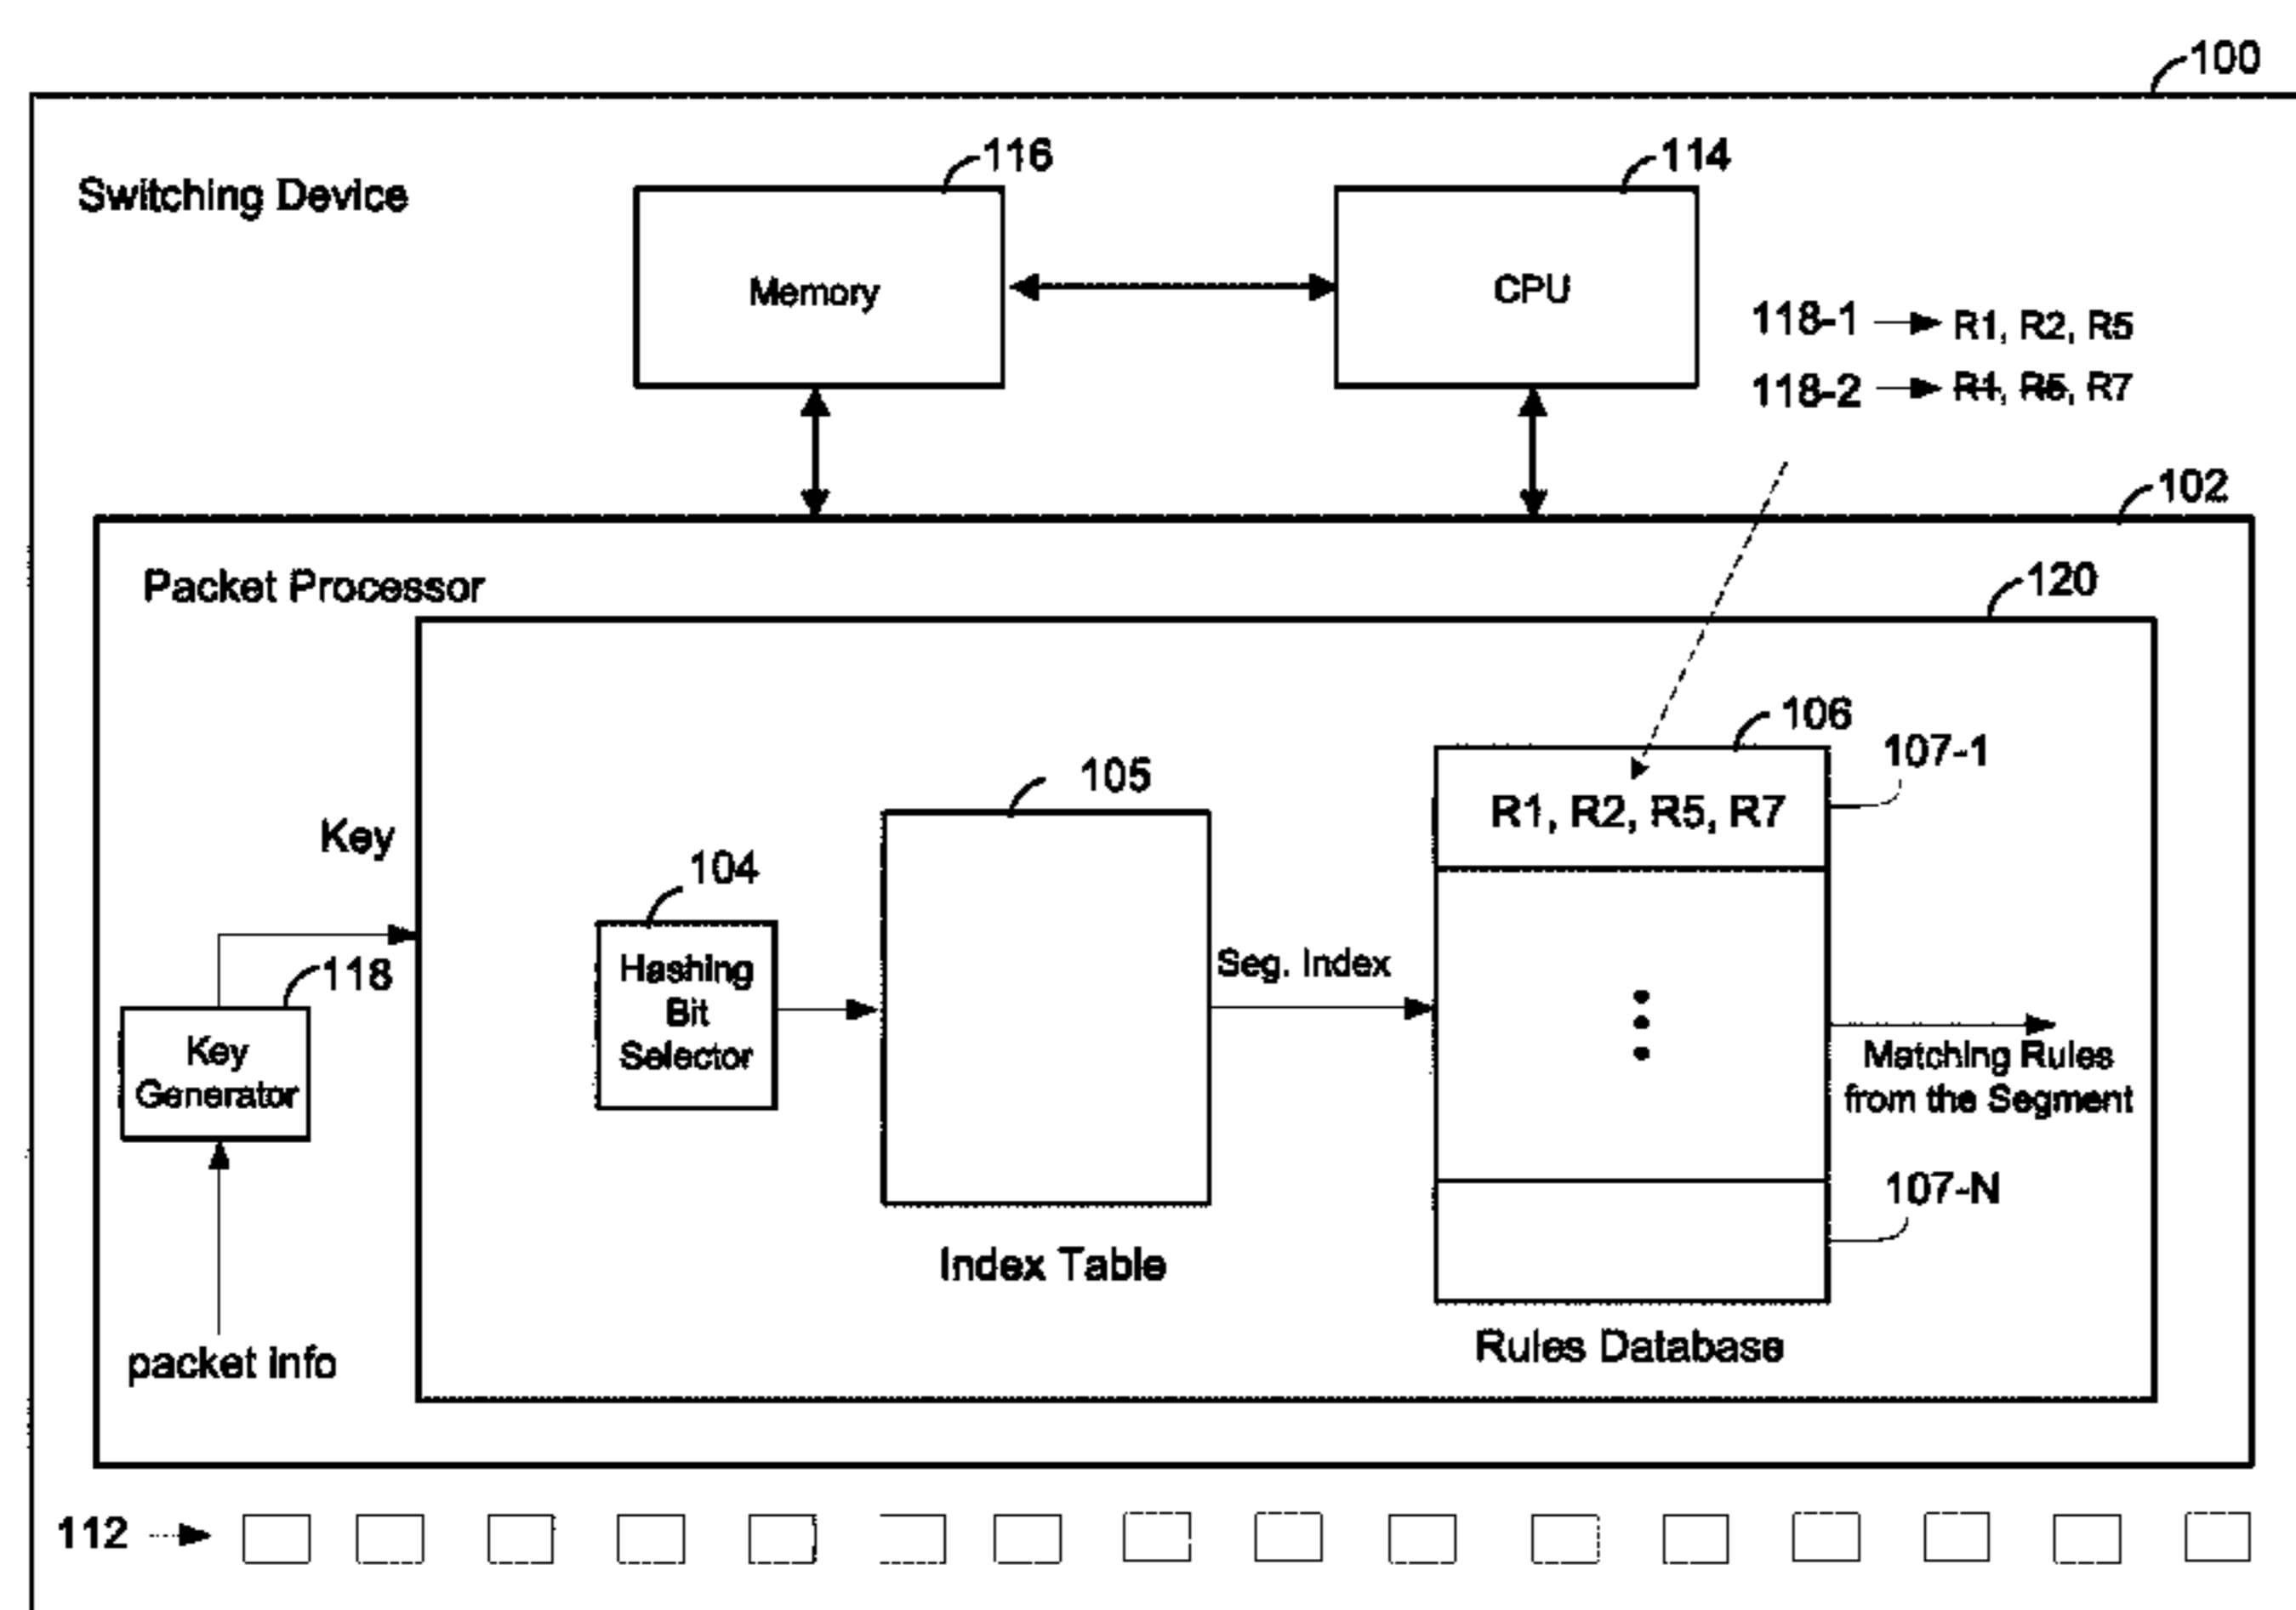 100
116
114
Switching Device
Memory
CPU
118-1 R1, R2, R5
118-2 R1, R5, R7
102
Packet Processor
120
106
107-1
105
R1, R2, R5, R7
Key
104
Hashing
Bit
Selector
Seg. Index
118
Key
Generator
Matching Rules
from the Segment
107-N
Index Table
Rules Database
packet info
112